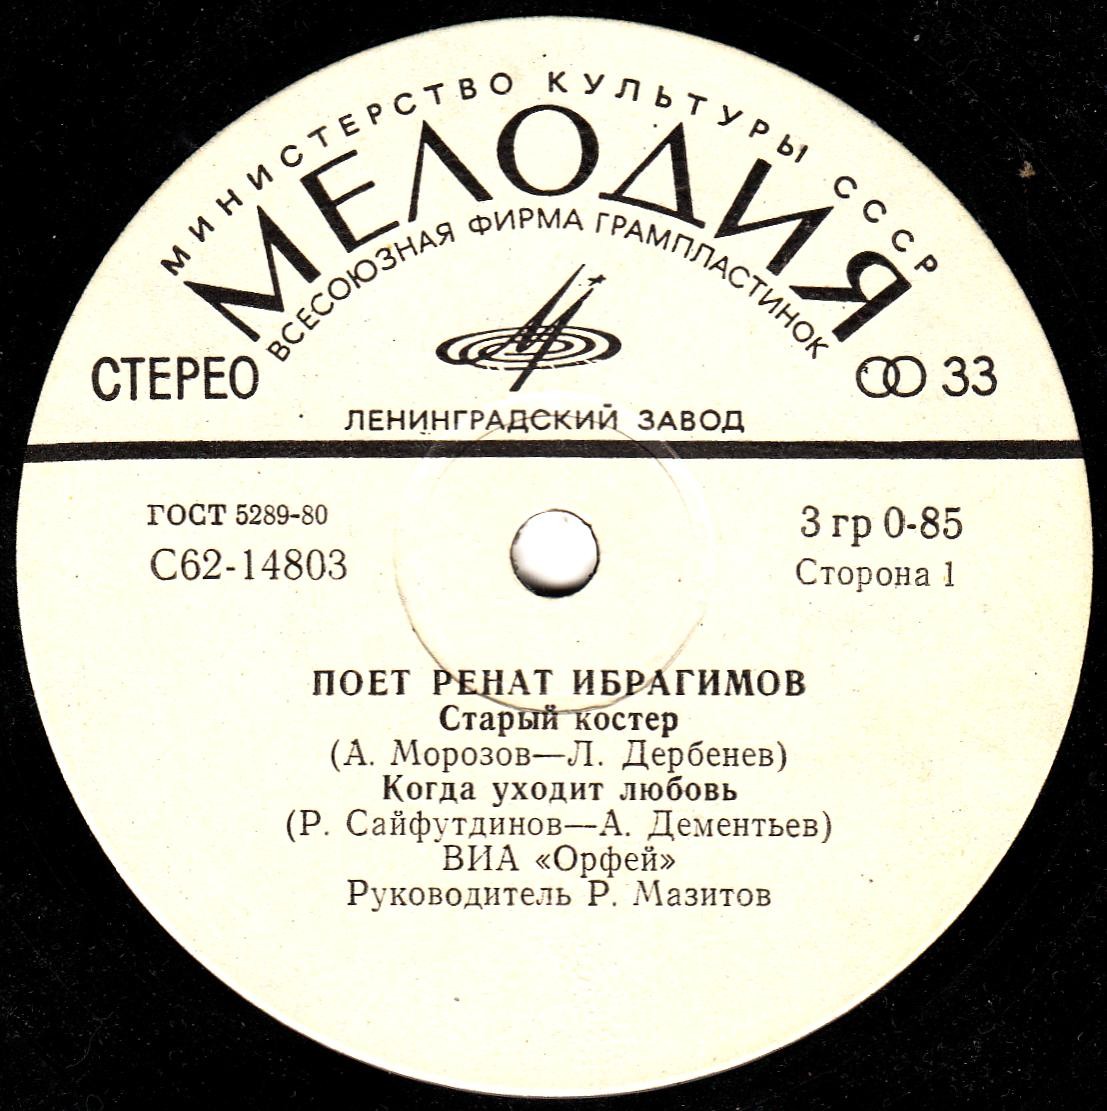 МИНИСТЕРСТВО КУЛЬТУРЫ СССР
МЕЛОДИЯ
ВСЕСОЮЗНАЯ ФИРМА ГРАМПЛАСТИНОК
СТЕРЕО
33
ЛЕНИНГРАДСКИЙ ЗАВОД
ГОСТ 5289-80
С62-14803
3 гр 0-85
Сторона 1
ПОЕТ РЕНАТ ИБРАГИМОВ
Старый костер
(А. Морозов—Л. Дербенев)
Когда уходит любовь
(Р. Сайфутдинов—А. Дементьев)
ВИА «Орфей»
Руководитель Р. Мазитов